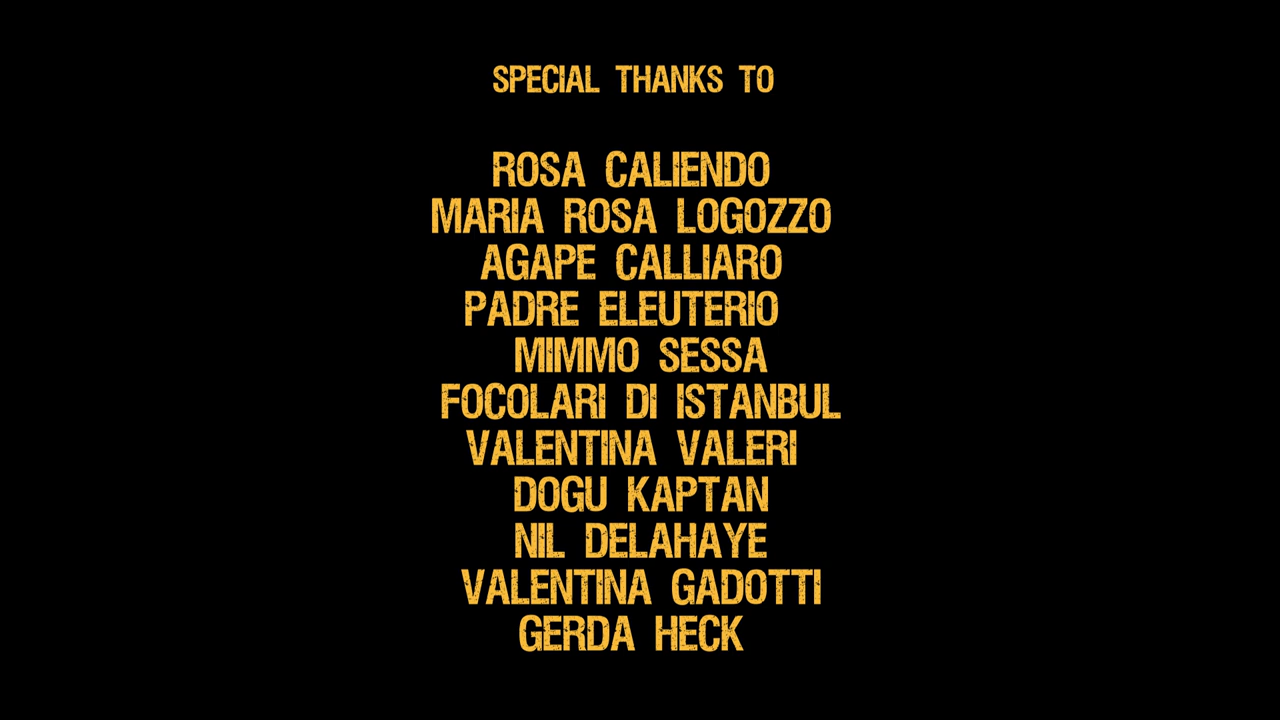 SPECIAL THANKS TO
ROSA CALIENDO
MARIA ROSA LOGOZZO
AGAPE CALLIARO
PADRE ELEUTERIO
MIMMO SESSA
FOCOLARI DI ISTANBUL
VALENTINA VALERI
DOGU KAPTAN
NIL DELAHAYE
VALENTINA GADOTTI
GERDA HECK